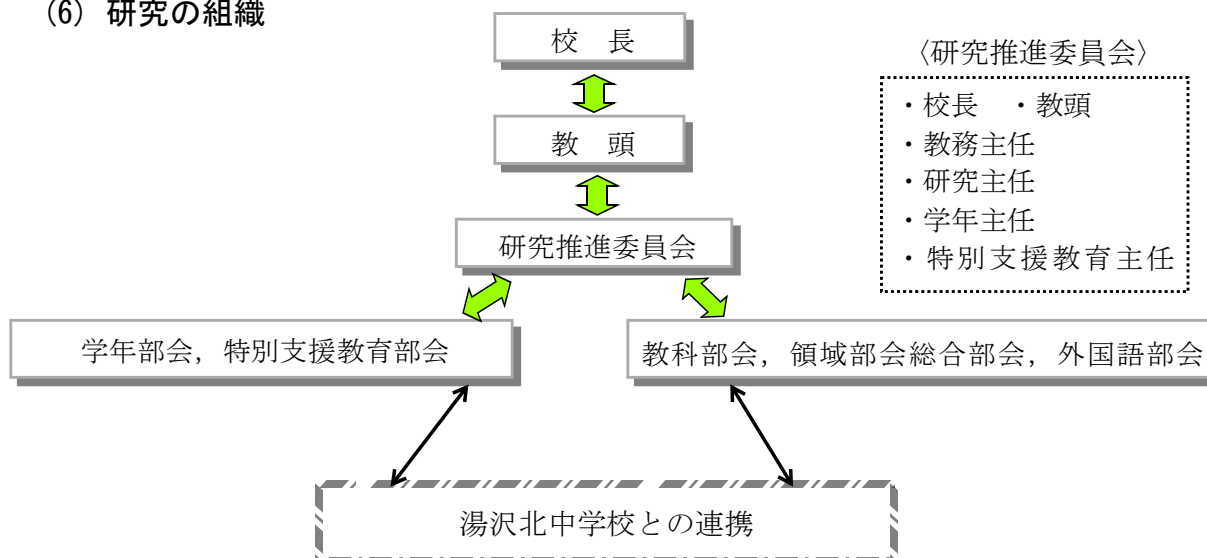 (6) 研究の組織
校　長
〈研究推進委員会〉
・校長　・教頭
・教務主任
・研究主任
・学年主任
・特別支援教育主任
教　頭
研究推進委員会
学年部会，特別支援教育部会
教科部会，領域部会総合部会，外国語部会
湯沢北中学校との連携